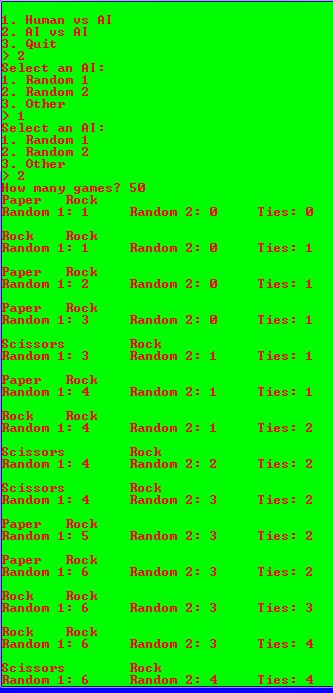 1. Human vs AI
2. AI vs AI
3. Quit
> 2
Select an AI:
1. Random 1
2. Random 2
3. Other
> 1
Select an AI:
1. Random 1
2. Random 2
3. Other
> 2
How many games? 50
Paper   Rock
Random 1: 1     Random 2: 0     Ties: 0
Rock    Rock
Random 1: 1     Random 2: 0     Ties: 1
Paper   Rock
Random 1: 2     Random 2: 0     Ties: 1
Paper   Rock
Random 1: 3     Random 2: 0     Ties: 1
Scissors        Rock
Random 1: 3     Random 2: 1     Ties: 1
Paper   Rock
Random 1: 4     Random 2: 1     Ties: 1
Rock    Rock
Random 1: 4     Random 2: 1     Ties: 2
Scissors        Rock
Random 1: 4     Random 2: 2     Ties: 2
Scissors        Rock
Random 1: 4     Random 2: 3     Ties: 2
Paper   Rock
Random 1: 5     Random 2: 3     Ties: 2
Paper   Rock
Random 1: 6     Random 2: 3     Ties: 2
Rock    Rock
Random 1: 6     Random 2: 3     Ties: 3
Rock    Rock
Random 1: 6     Random 2: 3     Ties: 4
Scissors        Rock
Random 1: 6     Random 2: 4     Ties: 4